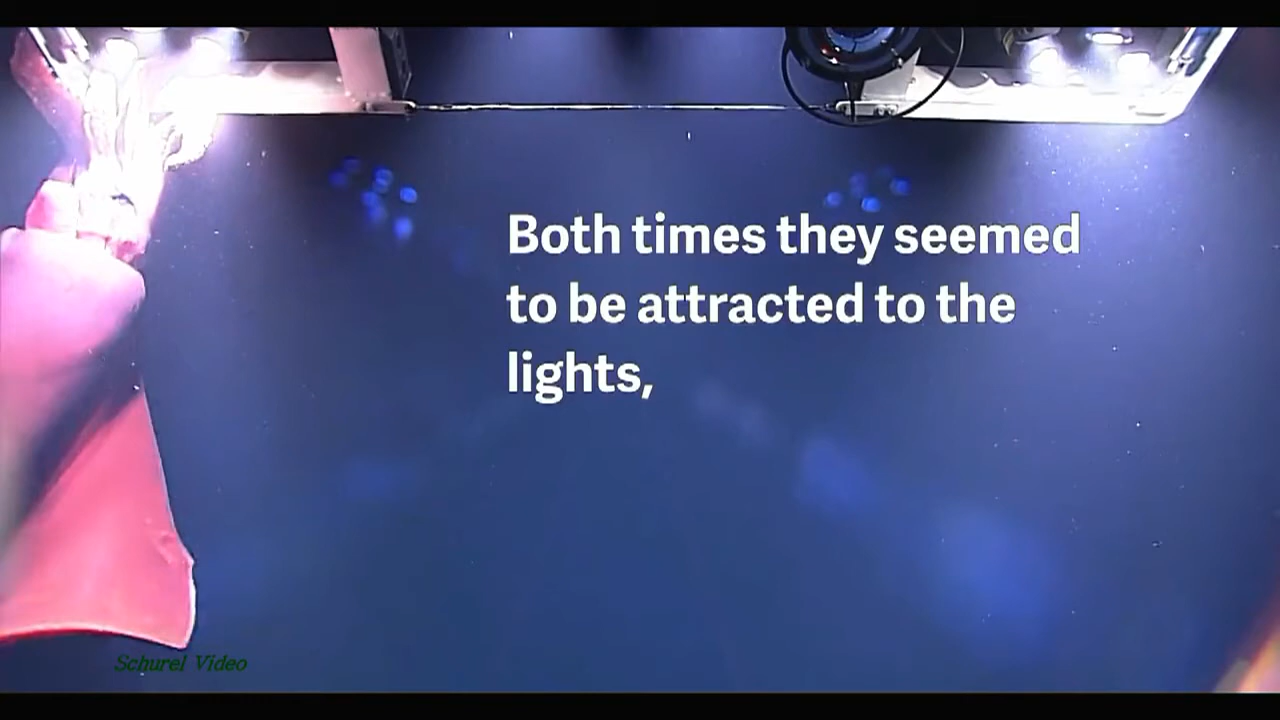 Both times they seemed
to be attracted to the
lights,
Schurel Video